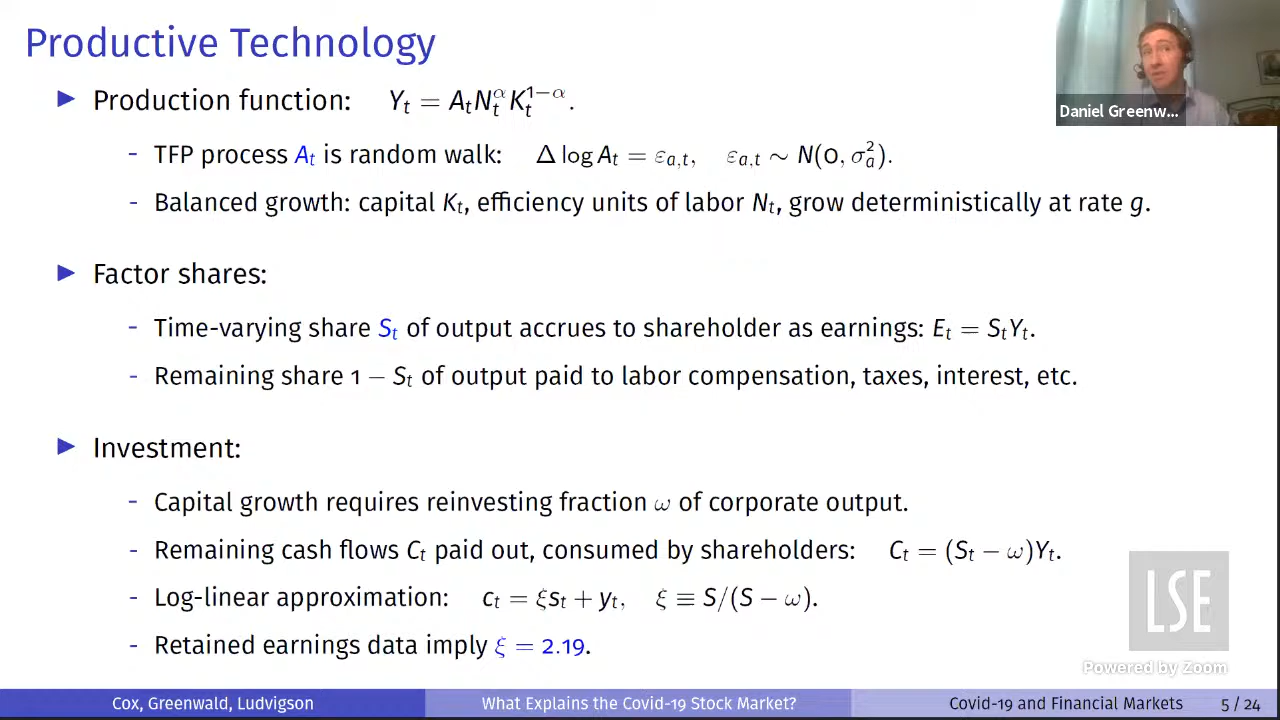 Productive Technology
▶ Production function: Yₜ = AₜNₜ^α Kₜ^{1−α}.
- TFP process Aₜ is random walk: Δ log Aₜ = ε_{a,t}, ε_{a,t} ∼ N(0, σ_a^2).
- Balanced growth: capital Kₜ, efficiency units of labor Nₜ, grow deterministically at rate g.
▶ Factor shares:
- Time-varying share Sₜ of output accrues to shareholder as earnings: Eₜ = SₜYₜ.
- Remaining share 1 − Sₜ of output paid to labor compensation, taxes, interest, etc.
▶ Investment:
- Capital growth requires reinvesting fraction ω of corporate output.
- Remaining cash flows Cₜ paid out, consumed by shareholders: Cₜ = (Sₜ − ω)Yₜ.
- Log-linear approximation: cₜ = ξsₜ + yₜ, ξ ≡ S/(S − ω).
- Retained earnings data imply ξ = 2.19.
Daniel Greenw...
LSE
Powered by Zoom
Cox, Greenwald, Ludvigson
What Explains the Covid-19 Stock Market?
Covid-19 and Financial Markets 5 / 24